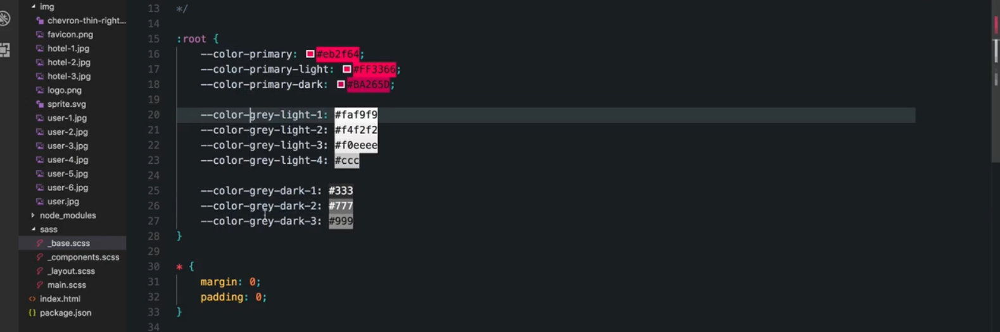 img
chevron-thin-right...
favicon.png
hotel-1.jpg
hotel-2.jpg
hotel-3.jpg
logo.png
sprite.svg
user-1.jpg
user-2.jpg
user-3.jpg
user-4.jpg
user-5.jpg
user-6.jpg
user.jpg
node_modules
sass
_base.scss
_components.scss
_layout.scss
main.scss
index.html
package.json
13 */
14
15 :root {
16 --color-primary: #eb2f64;
17 --color-primary-light: #FF3366;
18 --color-primary-dark: #BA265D;
19
20 --color-grey-light-1: #faf9f9
21 --color-grey-light-2: #f4f2f2
22 --color-grey-light-3: #f0eeee
23 --color-grey-light-4: #ccc
24
25 --color-grey-dark-1: #333
26 --color-grey-dark-2: #777
27 --color-grey-dark-3: #999
28 }
29
30 * {
31 margin: 0;
32 padding: 0;
33 }
34